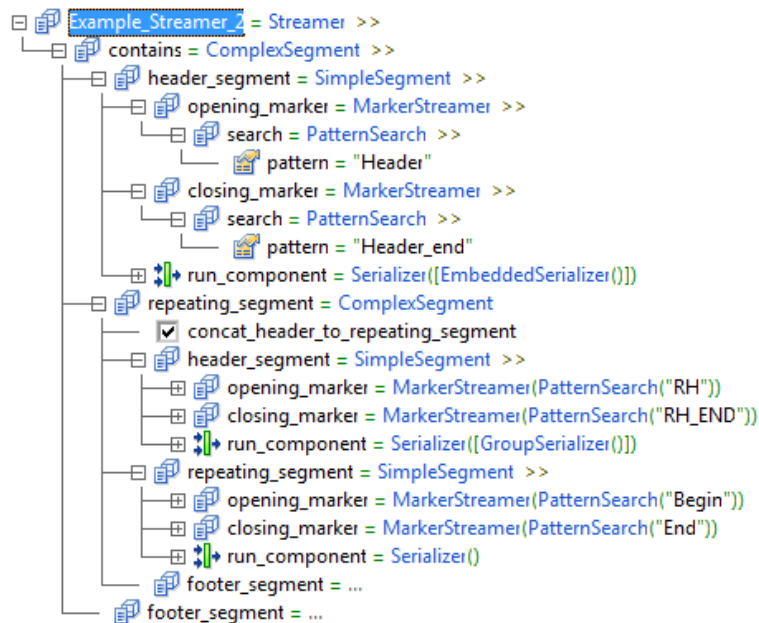 Example_Streamer_2 = Streamer >>
contains = ComplexSegment >>
header_segment = SimpleSegment >>
opening_marker = MarkerStreamer >>
search = PatternSearch >>
pattern = "Header"
closing_marker = MarkerStreamer >>
search = PatternSearch >>
pattern = "Header_end"
run_component = Serializer([EmbeddedSerializer()])
repeating_segment = ComplexSegment
concat_header_to_repeating_segment
header_segment = SimpleSegment >>
opening_marker = MarkerStreamer(PatternSearch("RH"))
closing_marker = MarkerStreamer(PatternSearch("RH_END"))
run_component = Serializer([GroupSerializer()])
repeating_segment = SimpleSegment >>
opening_marker = MarkerStreamer(PatternSearch("Begin"))
closing_marker = MarkerStreamer(PatternSearch("End"))
run_component = Serializer()
footer_segment = ...
footer_segment = ...